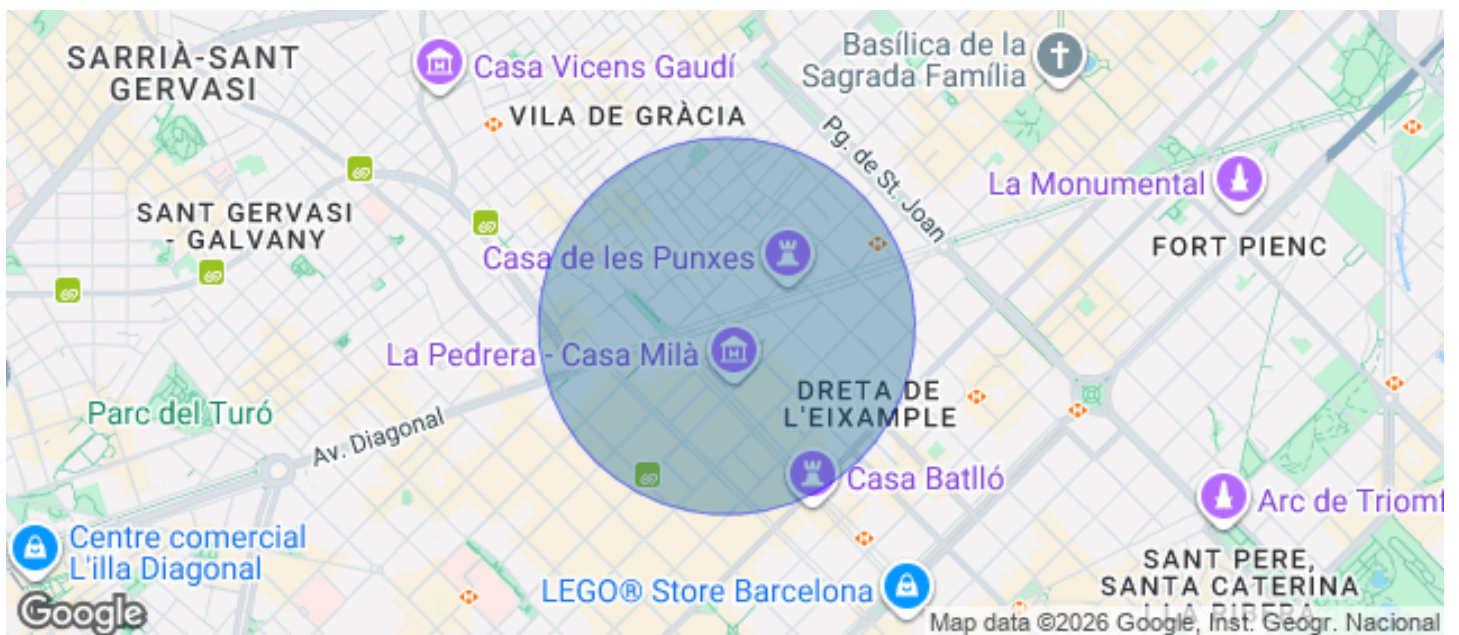 SARRIÀ-SANT
GERVASI
Casa Vicens Gaudí
Basílica de la
Sagrada Família
VILA DE GRÀCIA
Pg. de St. Joan
La Monumental
SANT GERVASI
- GALVANY
Casa de les Punxes
FORT PIENC
La Pedrera - Casa Milà
DRETA DE
L'EIXAMPLE
Parc del Turó
Av. Diagonal
Casa Batlló
Arc de Triomf
Centre comercial
L'illa Diagonal
LEGO® Store Barcelona
SANT PERE,
SANTA CATERINA
I LA RIBERA
Google
Map data ©2026 Google, Inst. Geogr. Nacional